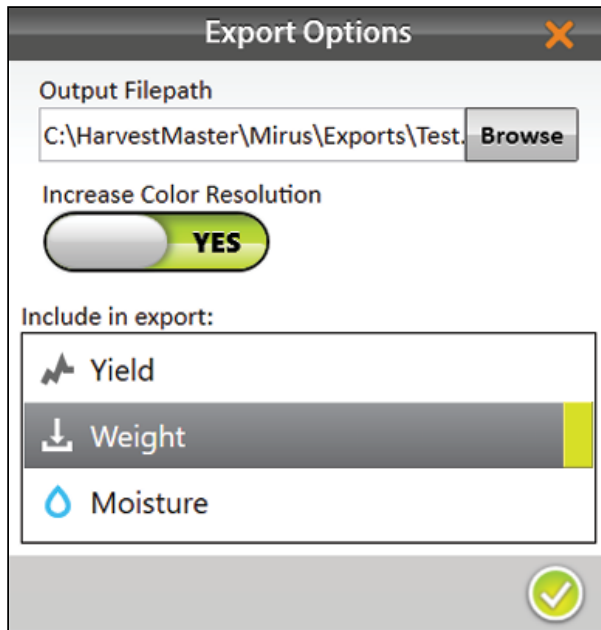 Export Options
Output Filepath
C:\HarvestMaster\Mirus\Exports\Test. Browse
Increase Color Resolution
YES
Include in export:
Yield
Weight
Moisture